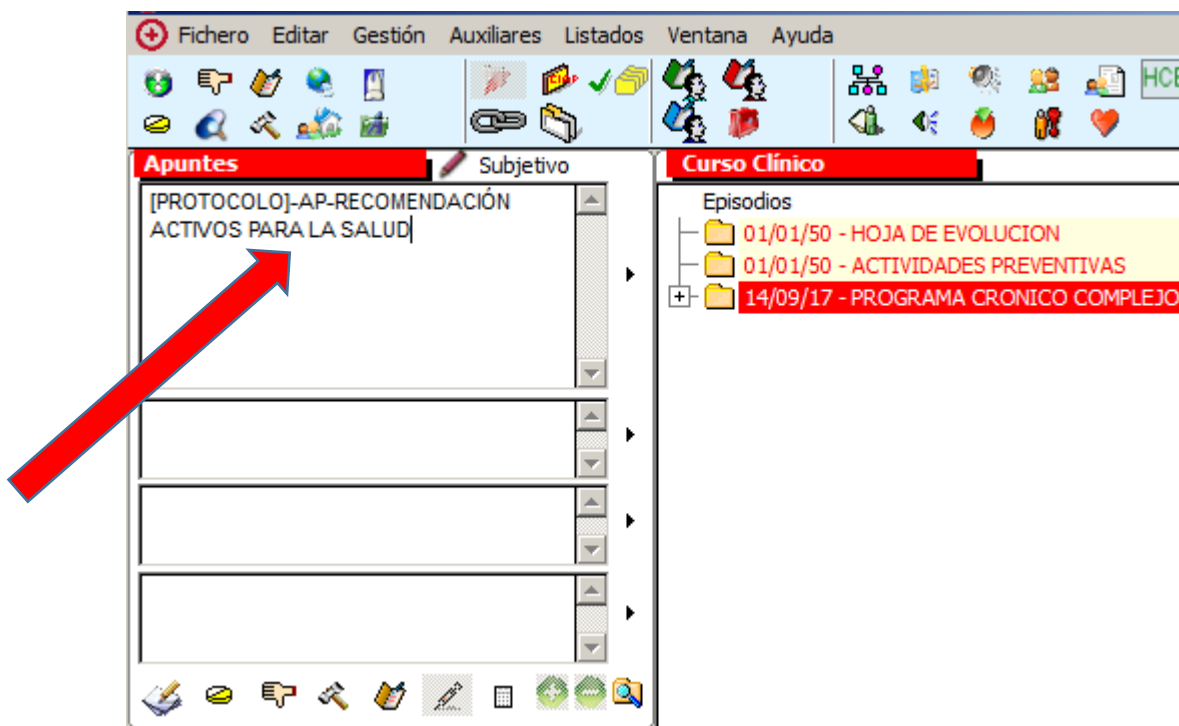 Fichero Editar Gestión Auxiliares Listados Ventana Ayuda
CIAP
HCE
Apuntes
Subjetivo
Curso Clínico
[PROTOCOLO]-AP-RECOMENDACIÓN
ACTIVOS PARA LA SALUD
Episodios
01/01/50 - HOJA DE EVOLUCION
01/01/50 - ACTIVIDADES PREVENTIVAS
14/09/17 - PROGRAMA CRONICO COMPLEJO